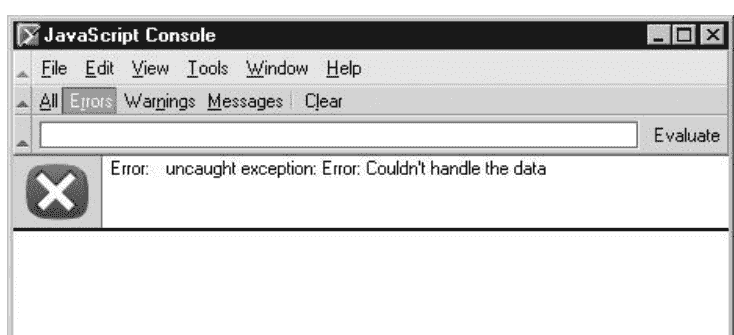 JavaScript Console
File Edit View Tools Window Help
All Errors Warnings Messages Clear
Evaluate
Error: uncaught exception: Error: Couldn't handle the data